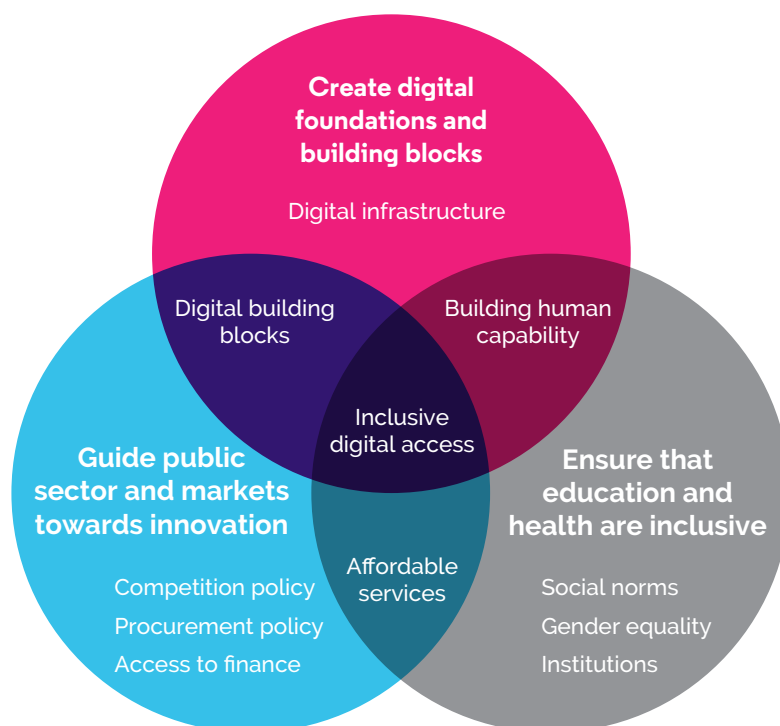 Create digital
foundations and
building blocks
Digital infrastructure
Digital building
blocks
Building human
capability
Inclusive
digital access
Guide public
sector and markets
towards innovation
Competition policy
Procurement policy
Access to finance
Affordable
services
Ensure that
education and
health are inclusive
Social norms
Gender equality
Institutions